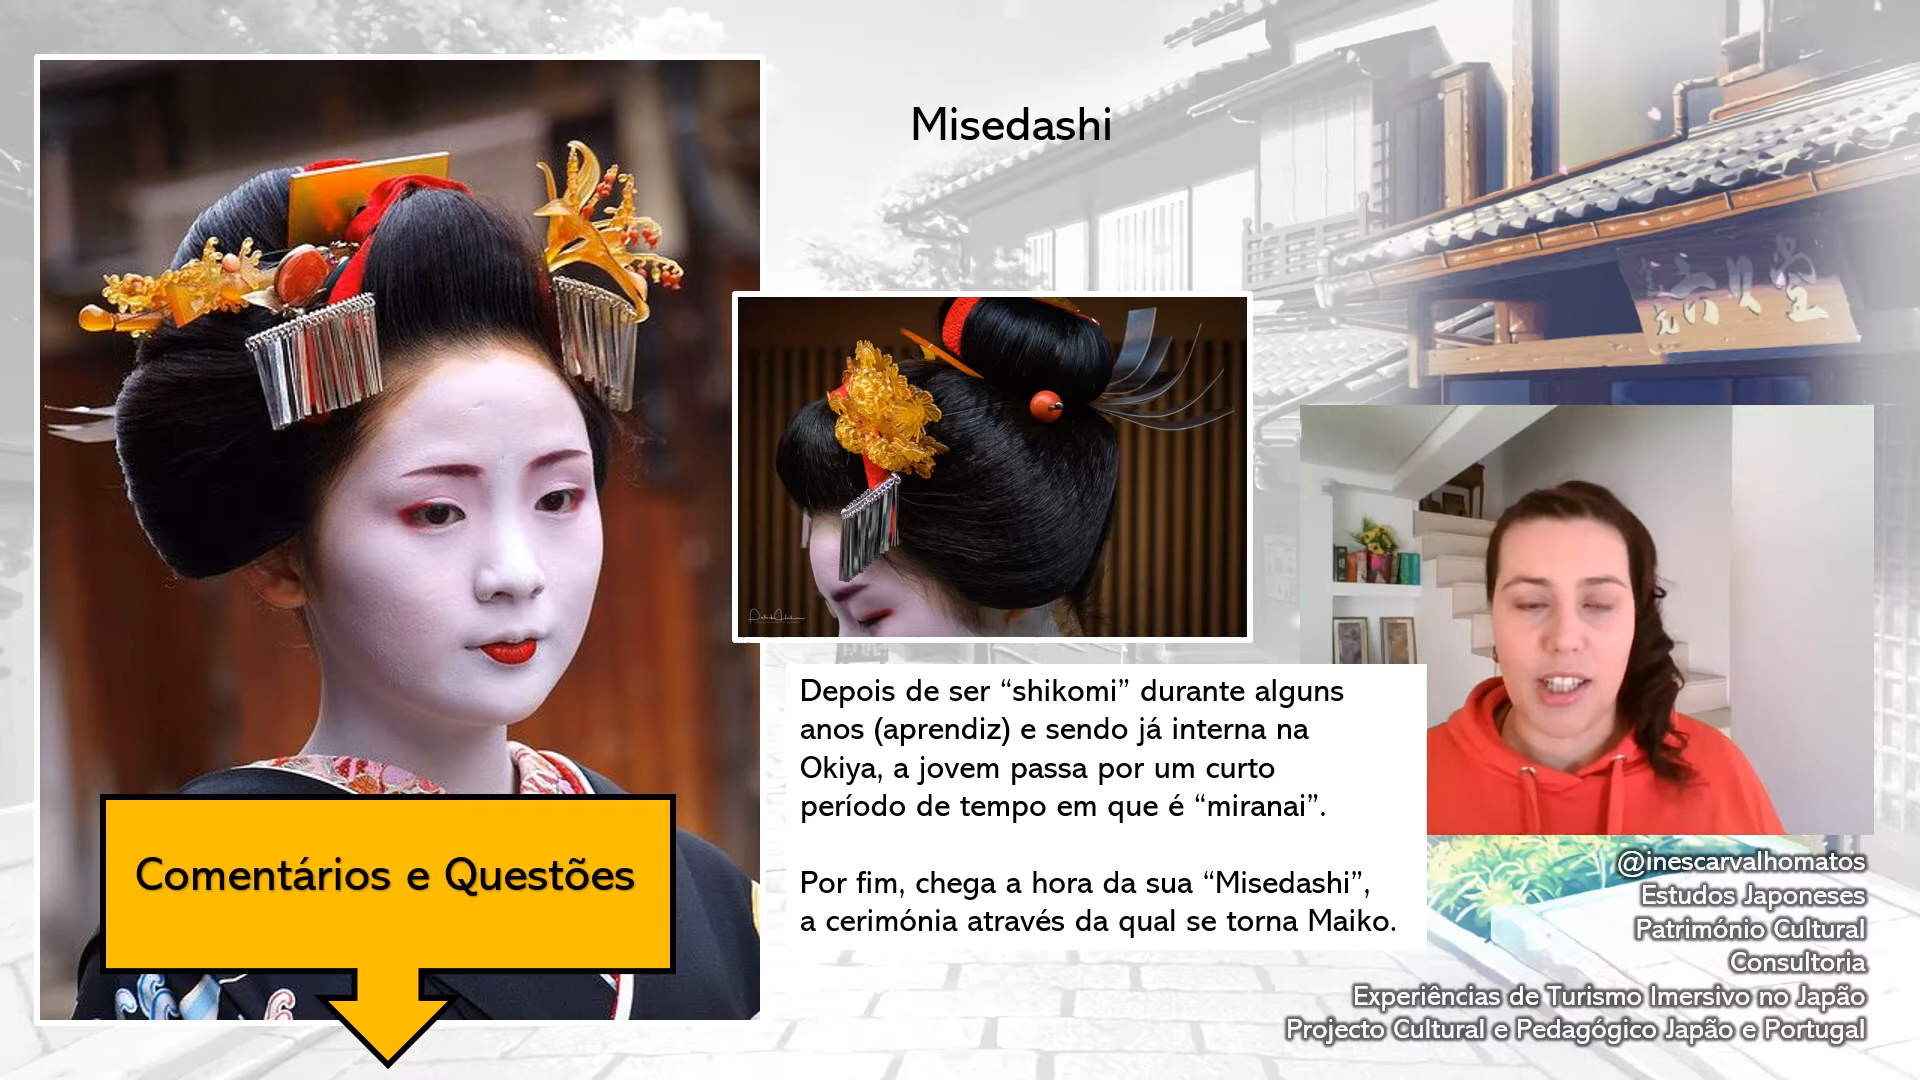 Misedashi
Depois de ser “shikomi” durante alguns
anos (aprendiz) e sendo já interna na
Okiya, a jovem passa por um curto
período de tempo em que é “miranai”.
Por fim, chega a hora da sua “Misedashi”,
a cerimónia através da qual se torna Maiko.
Comentários e Questões
@inescarvalhomatos
Estudos Japoneses
Património Cultural
Consultoria
Experiências de Turismo Imersivo no Japão
Projecto Cultural e Pedagógico Japão e Portugal